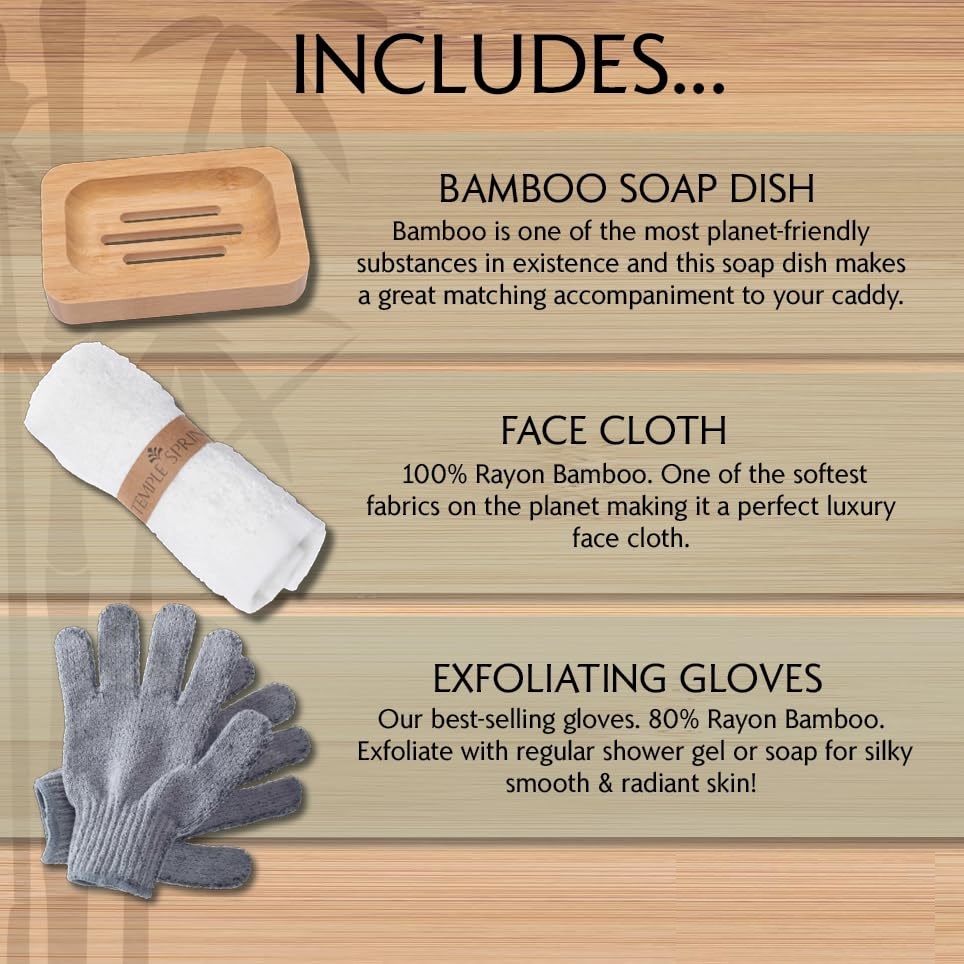 INCLUDES...
BAMBOO SOAP DISH
Bamboo is one of the most planet-friendly
substances in existence and this soap dish makes
a great matching accompaniment to your caddy.
TEMPLE SPRIN
FACE CLOTH
100% Rayon Bamboo. One of the softest
fabrics on the planet making it a perfect luxury
face cloth.
EXFOLIATING GLOVES
Our best-selling gloves. 80% Rayon Bamboo.
Exfoliate with regular shower gel or soap for silky
smooth & radiant skin!